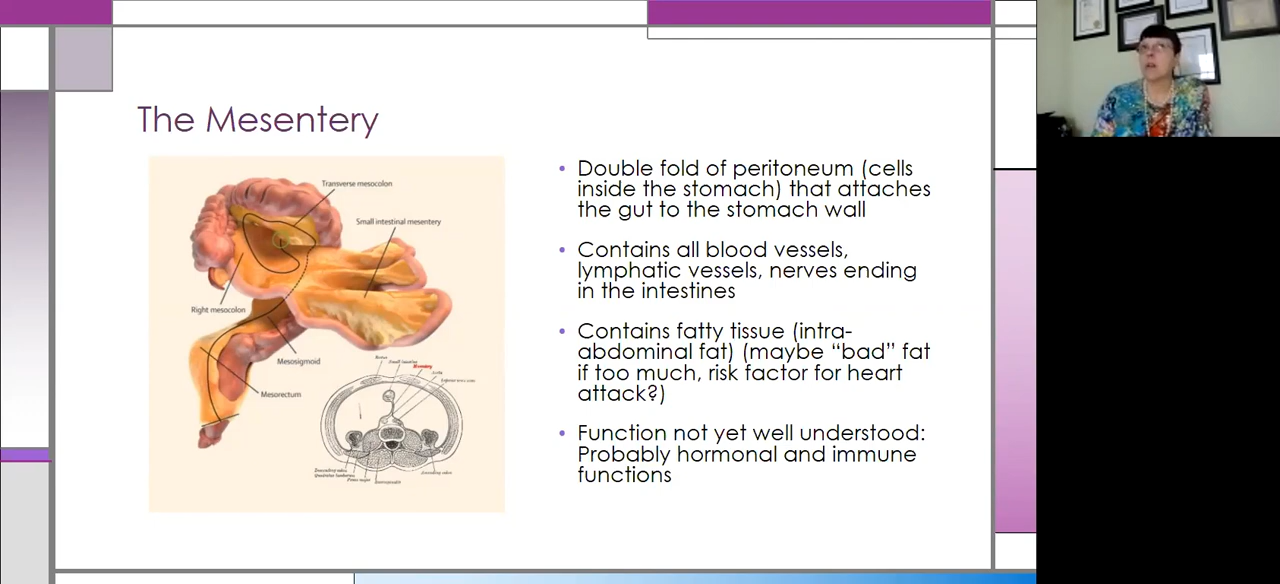 The Mesentery
Transverse mesocolon
Small intestinal mesentery
Right mesocolon
Mesosigmoid
Mesorectum
Mesentery
• Double fold of peritoneum (cells
inside the stomach) that attaches
the gut to the stomach wall
• Contains all blood vessels,
lymphatic vessels, nerves ending
in the intestines
• Contains fatty tissue (intra-
abdominal fat) (maybe “bad” fat
if too much, risk factor for heart
attack?)
• Function not yet well understood:
Probably hormonal and immune
functions